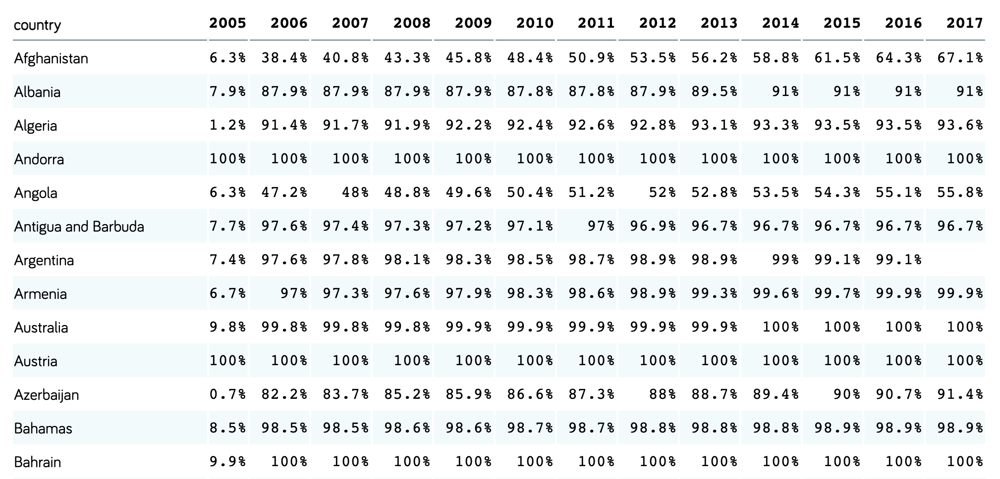 country 2005 2006 2007 2008 2009 2010 2011 2012 2013 2014 2015 2016 2017
Afghanistan 6.3% 38.4% 40.8% 43.3% 45.8% 48.4% 50.9% 53.5% 56.2% 58.8% 61.5% 64.3% 67.1%
Albania 7.9% 87.9% 87.9% 87.9% 87.9% 87.8% 87.8% 87.9% 89.5% 91% 91% 91% 91%
Algeria 1.2% 91.4% 91.7% 91.9% 92.2% 92.4% 92.6% 92.8% 93.1% 93.3% 93.5% 93.5% 93.6%
Andorra 100% 100% 100% 100% 100% 100% 100% 100% 100% 100% 100% 100% 100%
Angola 6.3% 47.2% 48% 48.8% 49.6% 50.4% 51.2% 52% 52.8% 53.5% 54.3% 55.1% 55.8%
Antigua and Barbuda 7.7% 97.6% 97.4% 97.3% 97.2% 97.1% 97% 96.9% 96.7% 96.7% 96.7% 96.7% 96.7%
Argentina 7.4% 97.6% 97.8% 98.1% 98.3% 98.5% 98.7% 98.9% 98.9% 99% 99.1% 99.1%
Armenia 6.7% 97% 97.3% 97.6% 97.9% 98.3% 98.6% 98.9% 99.3% 99.6% 99.7% 99.9% 99.9%
Australia 9.8% 99.8% 99.8% 99.8% 99.9% 99.9% 99.9% 99.9% 99.9% 100% 100% 100% 100%
Austria 100% 100% 100% 100% 100% 100% 100% 100% 100% 100% 100% 100% 100%
Azerbaijan 0.7% 82.2% 83.7% 85.2% 85.9% 86.6% 87.3% 88% 88.7% 89.4% 90% 90.7% 91.4%
Bahamas 8.5% 98.5% 98.5% 98.6% 98.6% 98.7% 98.7% 98.8% 98.8% 98.8% 98.9% 98.9% 98.9%
Bahrain 9.9% 100% 100% 100% 100% 100% 100% 100% 100% 100% 100% 100% 100%